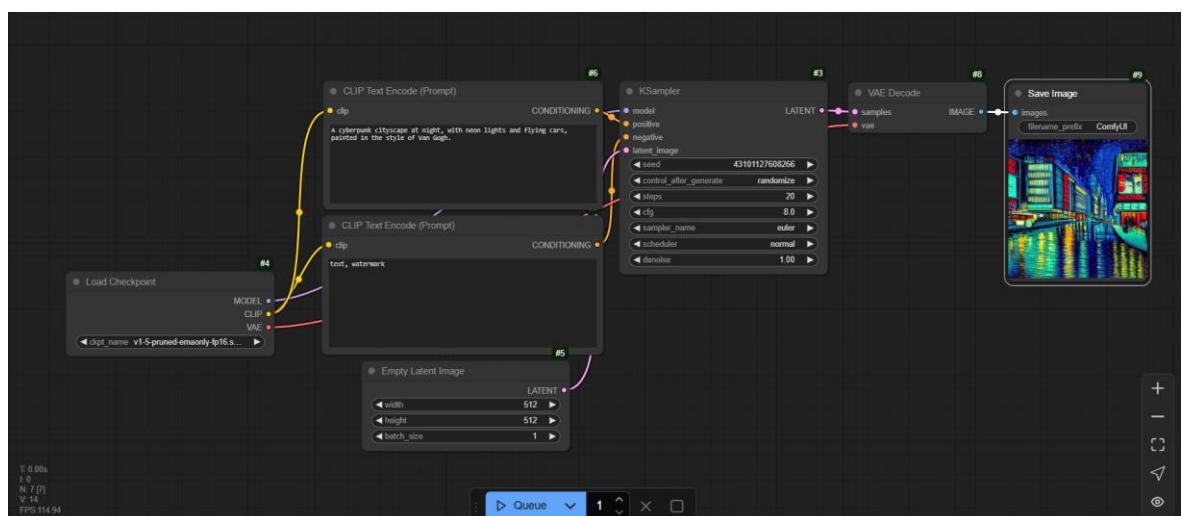 #6
CLIP Text Encode (Prompt)
clip
CONDITIONING
A cyberpunk cityscape at night, with neon lights and flying cars,
painted in the style of Van Gogh.
CLIP Text Encode (Prompt)
clip
CONDITIONING
text, watermark
#4
Load Checkpoint
MODEL
CLIP
VAE
ckpt_name v1-5-pruned-emaonly-fp16.s...
#5
Empty Latent Image
LATENT
width 512
height 512
batch_size 1
#3
KSampler
model LATENT
positive
negative
latent_image
seed 43101127608266
control_after_generate randomize
steps 20
cfg 8.0
sampler_name euler
scheduler normal
denoise 1.00
#8
VAE Decode
samples IMAGE
vae
#9
Save Image
images
filename_prefix ComfyUI
T: 0.00s
I: 0
N: 7 [7]
V: 14
FPS:114.94
Queue 1